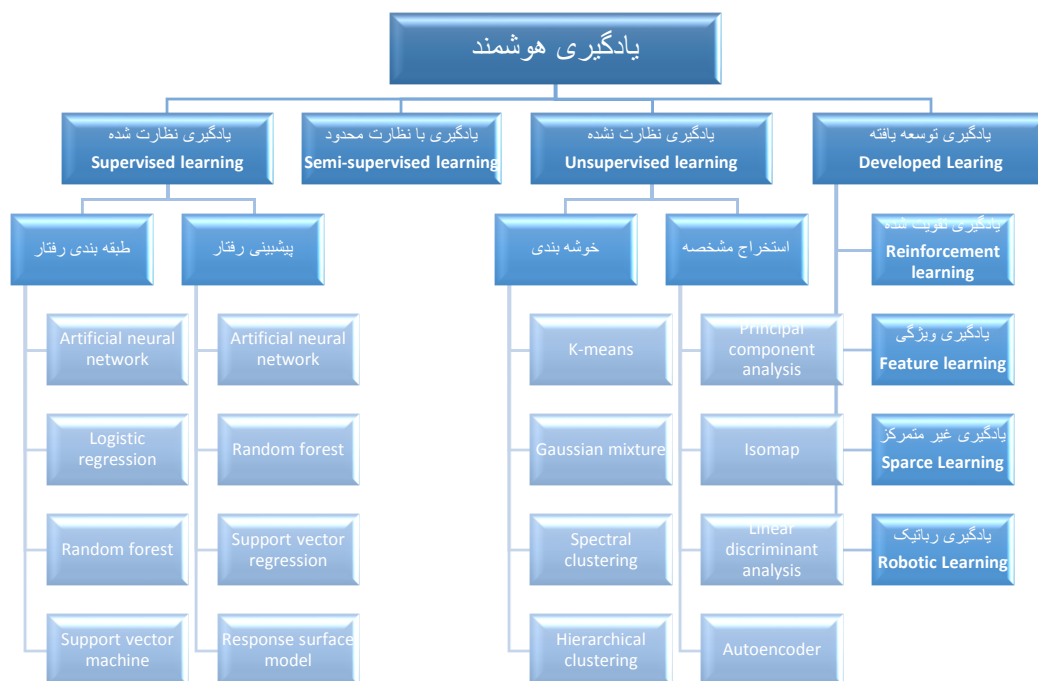 یادگیری هوشمند
یادگیری نظارت شده
Supervised learning
یادگیری با نظارت محدود
Semi-supervised learning
یادگیری نظارت نشده
Unsupervised learning
یادگیری توسعه یافته
Developed Learing
طبقه بندی رفتار
پیشبینی رفتار
خوشه بندی
استخراج مشخصه
یادگیری تقویت شده
Reinforcement
learning
Artificial neural
network
Artificial neural
network
K-means
Principal
component
analysis
یادگیری ویژگی
Feature learning
Logistic
regression
Random forest
Gaussian mixture
Isomap
یادگیری غیر متمرکز
Sparce Learning
Random forest
Support vector
regression
Spectral
clustering
Linear
discriminant
analysis
یادگیری رباتیک
Robotic Learning
Support vector
machine
Response surface
model
Hierarchical
clustering
Autoencoder